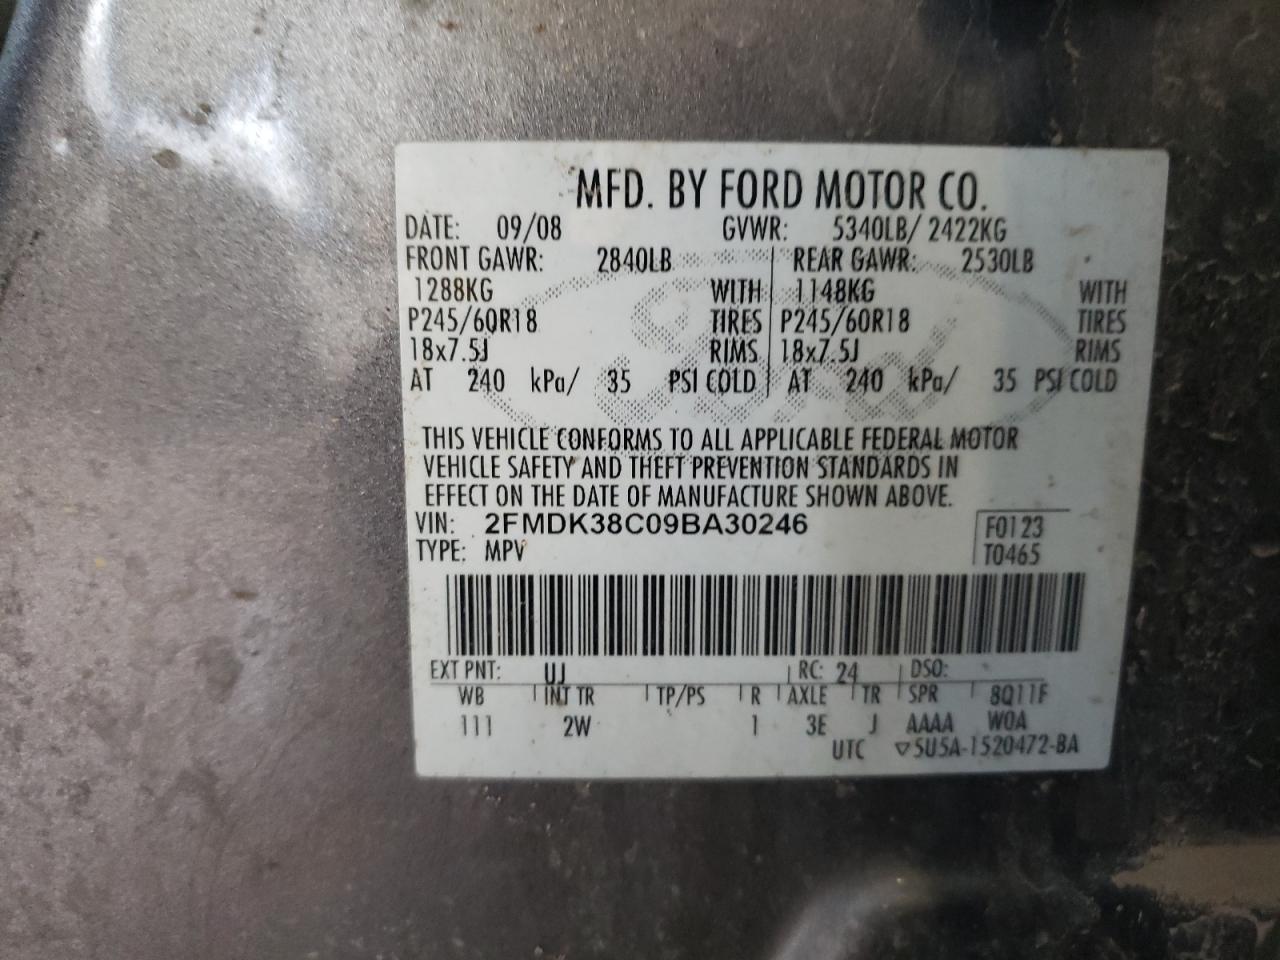 MFD. BY FORD MOTOR CO.
DATE: 09/08 GVWR: 5340LB/ 2422KG
FRONT GAWR: 2840LB REAR GAWR: 2530LB
1288KG WITH 1148KG WITH
P245/60R18 TIRES P245/60R18 TIRES
18x7.5J RIMS 18x7.5J RIMS
AT 240 kPa/ 35 PSI COLD AT 240 kPa/ 35 PSI COLD
THIS VEHICLE CONFORMS TO ALL APPLICABLE FEDERAL MOTOR
VEHICLE SAFETY AND THEFT PREVENTION STANDARDS IN
EFFECT ON THE DATE OF MANUFACTURE SHOWN ABOVE.
VIN: 2FMDK38C09BA30246 F0123
TYPE: MPV T0465
EXT PNT: UJ RC: 24 DSO:
WB INT TR TP/PS R AXLE TR SPR 8Q11F
111 2W 1 3E J AAAA W0A
UTC ▽5U5A-1520472-BA